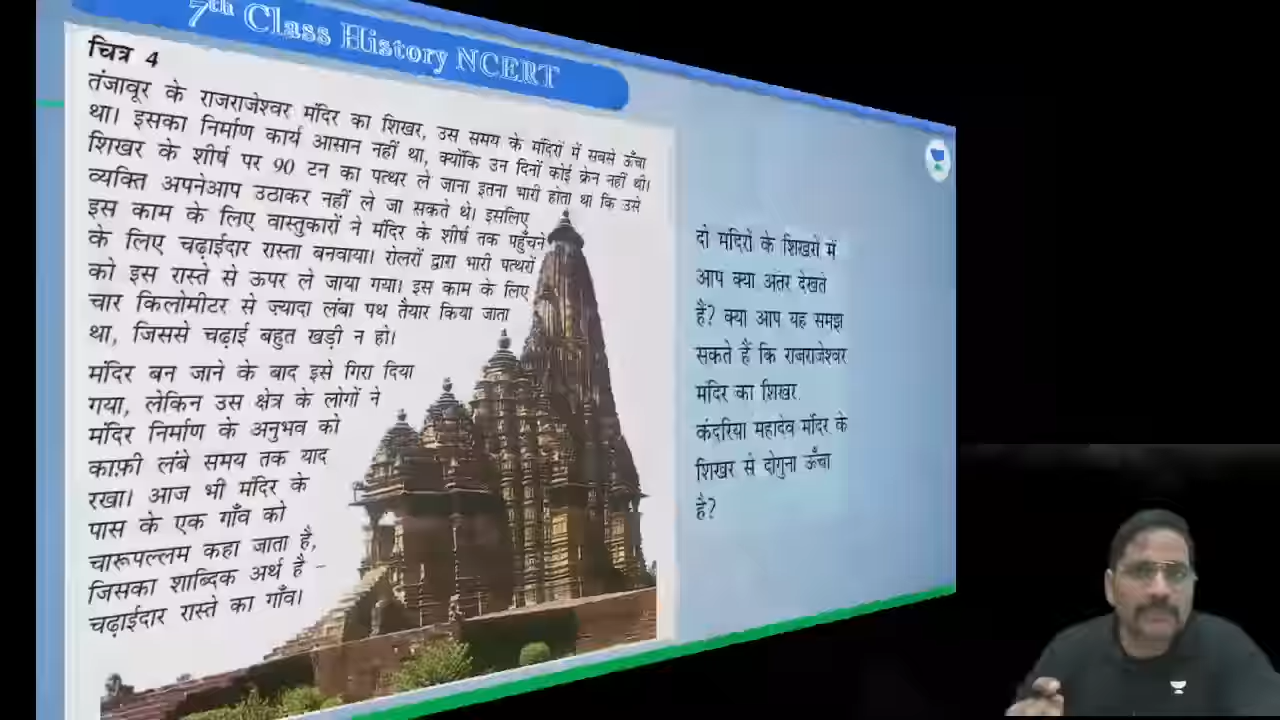 7th Class History NCERT
चित्र 4
तंजावूर के राजराजेश्वर मंदिर का शिखर, उस समय के मंदिरों में सबसे ऊँचा
था। इसका निर्माण कार्य आसान नहीं था, क्योंकि उन दिनों कोई क्रेन नहीं थी।
शिखर के शीर्ष पर 90 टन का पत्थर ले जाना इतना भारी होता था कि उसे
व्यक्ति अपनेआप उठाकर नहीं ले जा सकते थे। इसलिए
इस काम के लिए वास्तुकारों ने मंदिर के शीर्ष तक पहुँचने
के लिए चढ़ाईदार रास्ता बनवाया। रोलरों द्वारा भारी पत्थरों
को इस रास्ते से ऊपर ले जाया गया। इस काम के लिए
चार किलोमीटर से ज़्यादा लंबा पथ तैयार किया जाता
था, जिससे चढ़ाई बहुत खड़ी न हो।
मंदिर बन जाने के बाद इसे गिरा दिया
गया, लेकिन उस क्षेत्र के लोगों ने
मंदिर निर्माण के अनुभव को
काफ़ी लंबे समय तक याद
रखा। आज भी मंदिर के
पास के एक गाँव को
चारूपल्लम कहा जाता है,
जिसका शाब्दिक अर्थ है –
चढ़ाईदार रास्ते का गाँव।
दो मंदिरों के शिखरों में
आप क्या अंतर देखते
हैं? क्या आप यह समझ
सकते हैं कि राजराजेश्वर
मंदिर का शिखर
कंदरिया महादेव मंदिर के
शिखर से दोगुना ऊँचा
है?